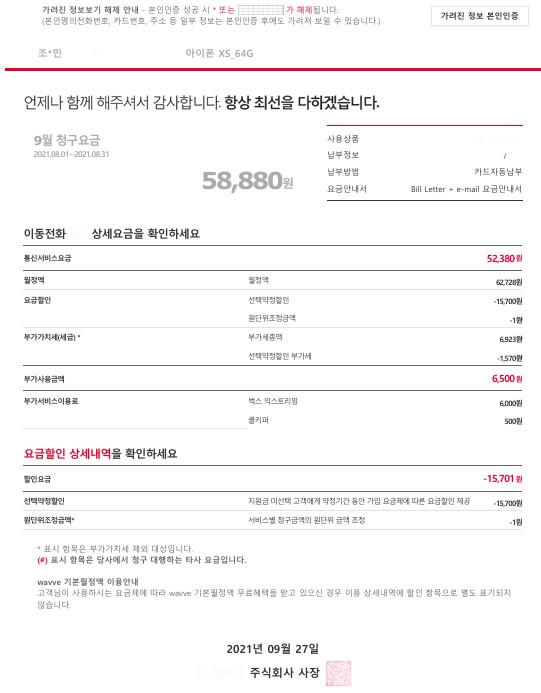 가려진 정보보기 해제 안내 - 본인인증 성공 시 * 또는 가 해제됩니다.
(본인명의전화번호, 카드번호, 주소 등 일부 정보는 본인인증 후에도 가려져 보일 수 있습니다.)
가려진 정보 본인인증
조*민 아이폰 XS_64G
언제나 함께 해주셔서 감사합니다. 항상 최선을 다하겠습니다.
9월 청구요금
2021.08.01~2021.08.31
58,880원
사용상품
납부정보 /
납부방법 카드자동납부
요금안내서 Bill Letter + e-mail 요금안내서
이동전화 상세요금을 확인하세요
통신서비스요금 52,380원
월정액 월정액 62,728원
요금할인 선택약정할인 -15,700원
원단위조정금액 -1원
부가가치세(세금) * 부가세총액 6,923원
선택약정할인 부가세 -1,570원
부가사용금액 6,500원
부가서비스이용료 벅스 익스트리밍 6,000원
콜키퍼 500원
요금할인 상세내역을 확인하세요
할인요금 -15,701원
선택약정할인 지원금 미선택 고객에게 약정기간 동안 가입 요금제에 따른 요금할인 제공 -15,700원
원단위조정금액* 서비스별 청구금액의 원단위 금액 조정 -1원
* 표시 항목은 부가가치세 제외 대상입니다.
(#) 표시 항목은 당사에서 청구 대행하는 타사 요금입니다.
wavve 기본월정액 이용안내
고객님이 사용하시는 요금제에 따라 wavve 기본월정액 무료혜택을 받고 있으신 경우 이용 상세내역에 할인 항목으로 별도 표기되지
않습니다.
2021년 09월 27일
주식회사 사장